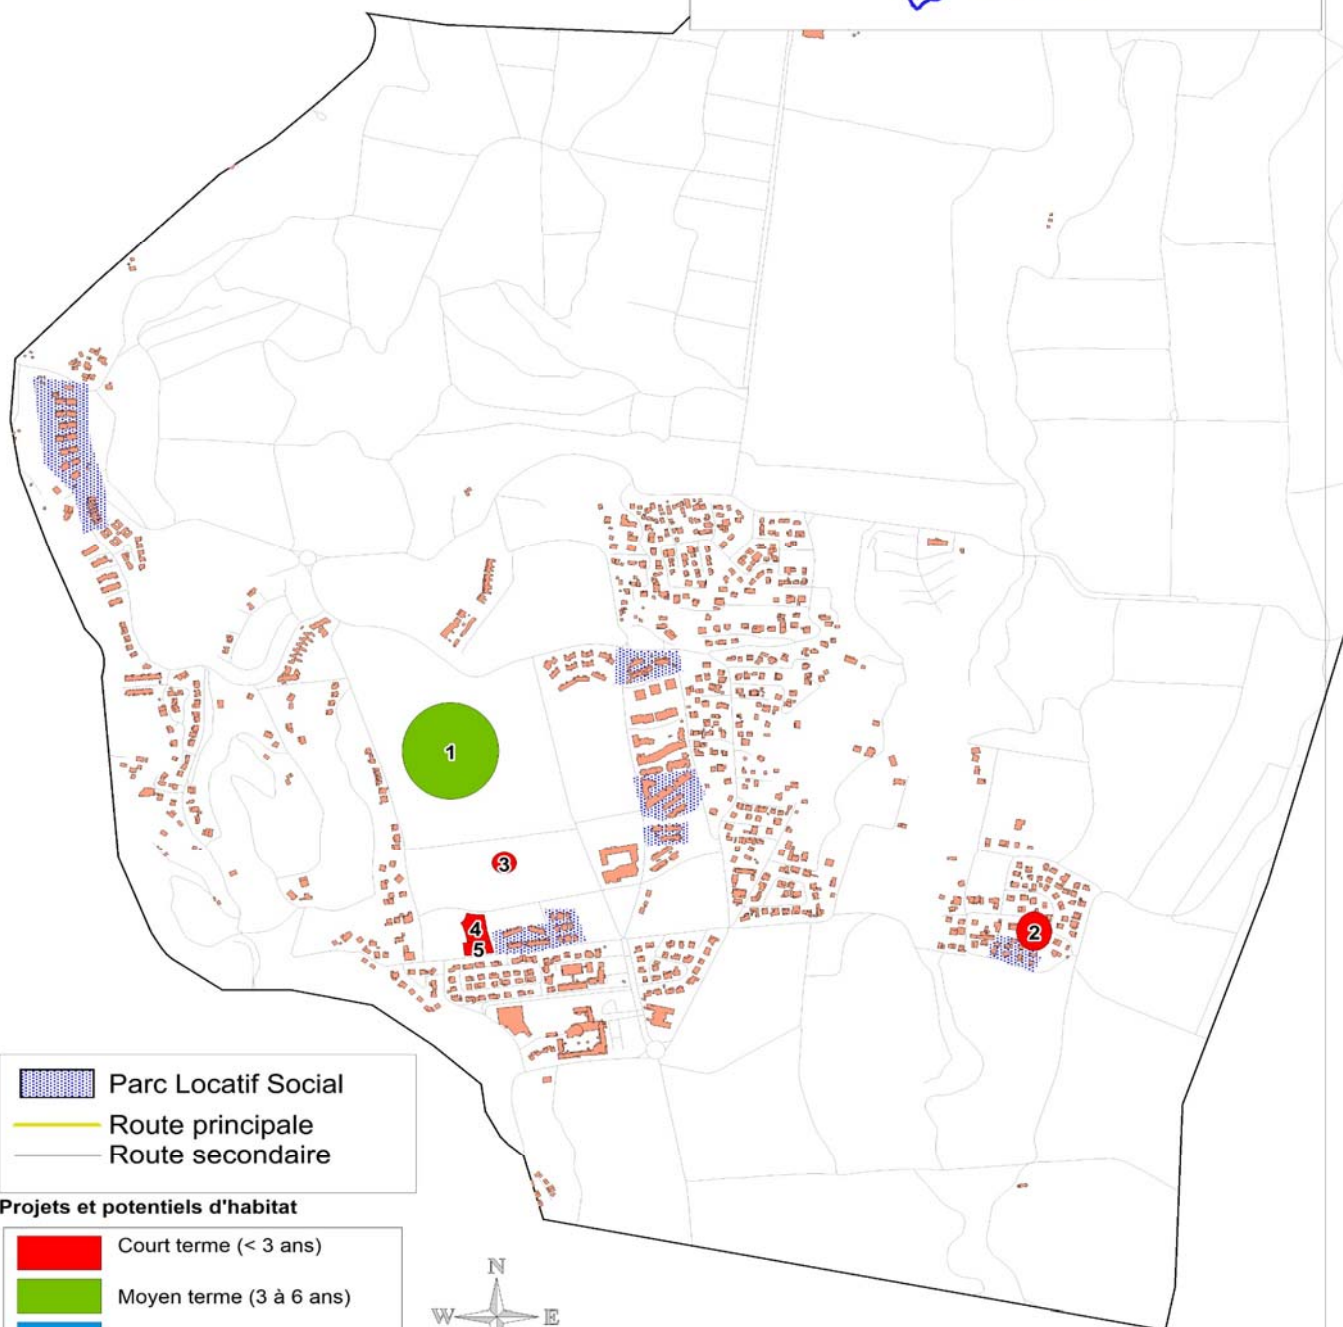 1
3
4
5
2
Parc Locatif Social
Route principale
Route secondaire
Projets et potentiels d'habitat
Court terme (< 3 ans)
Moyen terme (3 à 6 ans)
N
W E